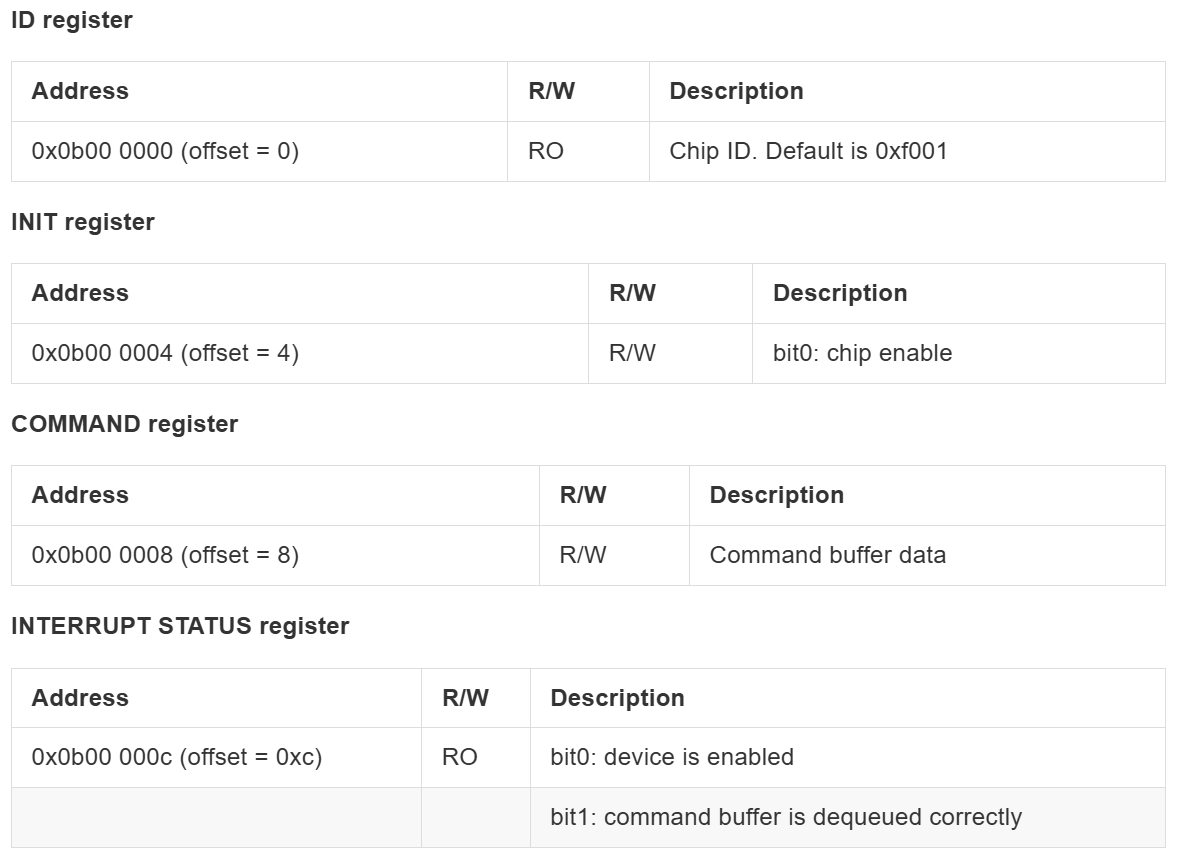 ID register
Address R/W Description
0x0b00 0000 (offset = 0) RO Chip ID. Default is 0xf001
INIT register
Address R/W Description
0x0b00 0004 (offset = 4) R/W bit0: chip enable
COMMAND register
Address R/W Description
0x0b00 0008 (offset = 8) R/W Command buffer data
INTERRUPT STATUS register
Address R/W Description
0x0b00 000c (offset = 0xc) RO bit0: device is enabled
bit1: command buffer is dequeued correctly